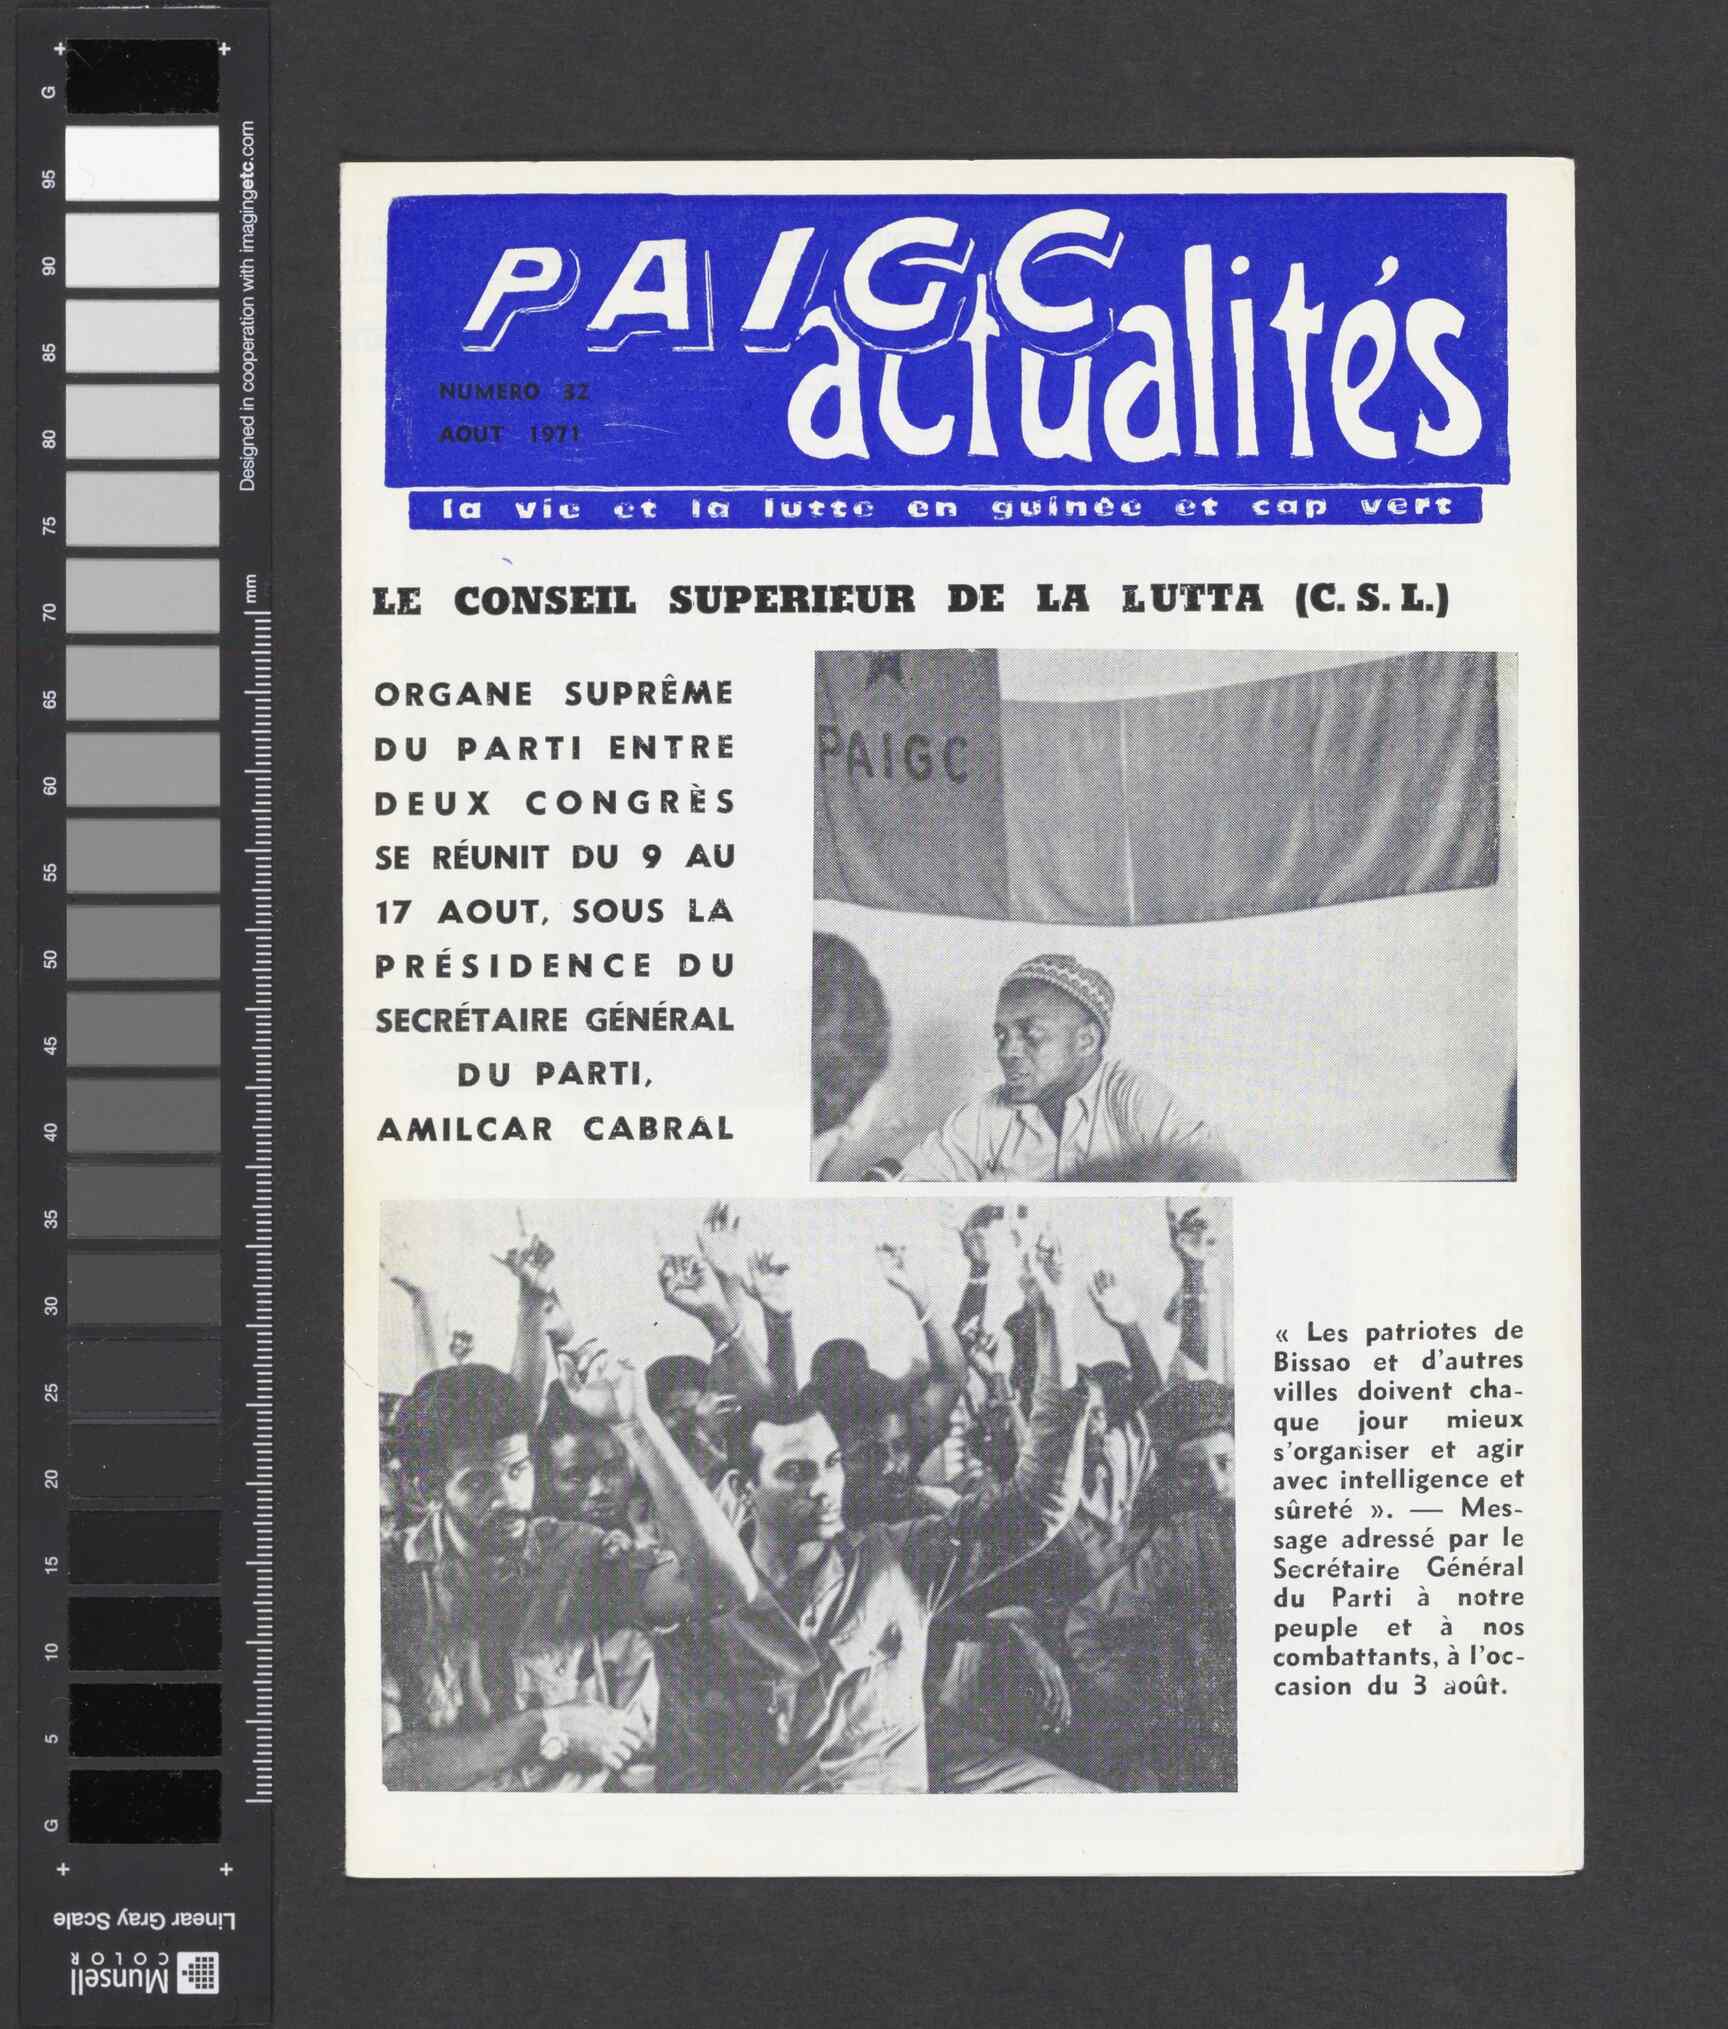 PAIGC
actualités
NUMERO 32
AOUT 1971
la vie et la lutte en guinée et cap vert
LE CONSEIL SUPERIEUR DE LA LUTTA (C. S. L.)
ORGANE SUPRÊME
DU PARTI ENTRE
DEUX CONGRÈS
SE RÉUNIT DU 9 AU
17 AOUT, SOUS LA
PRÉSIDENCE DU
SECRÉTAIRE GÉNÉRAL
DU PARTI,
AMILCAR CABRAL
PAIGC
« Les patriotes de
Bissao et d'autres
villes doivent cha-
que jour mieux
s'organiser et agir
avec intelligence et
sûreté ». — Mes-
sage adressé par le
Secrétaire Général
du Parti à notre
peuple et à nos
combattants, à l'oc-
casion du 3 août.
G
95
90
85
80
75
70
65
60
55
50
45
40
35
30
25
20
15
10
5
G
Designed in cooperation with imagingetc.com
mm
Linear Gray Scale
Munsell
COLOR